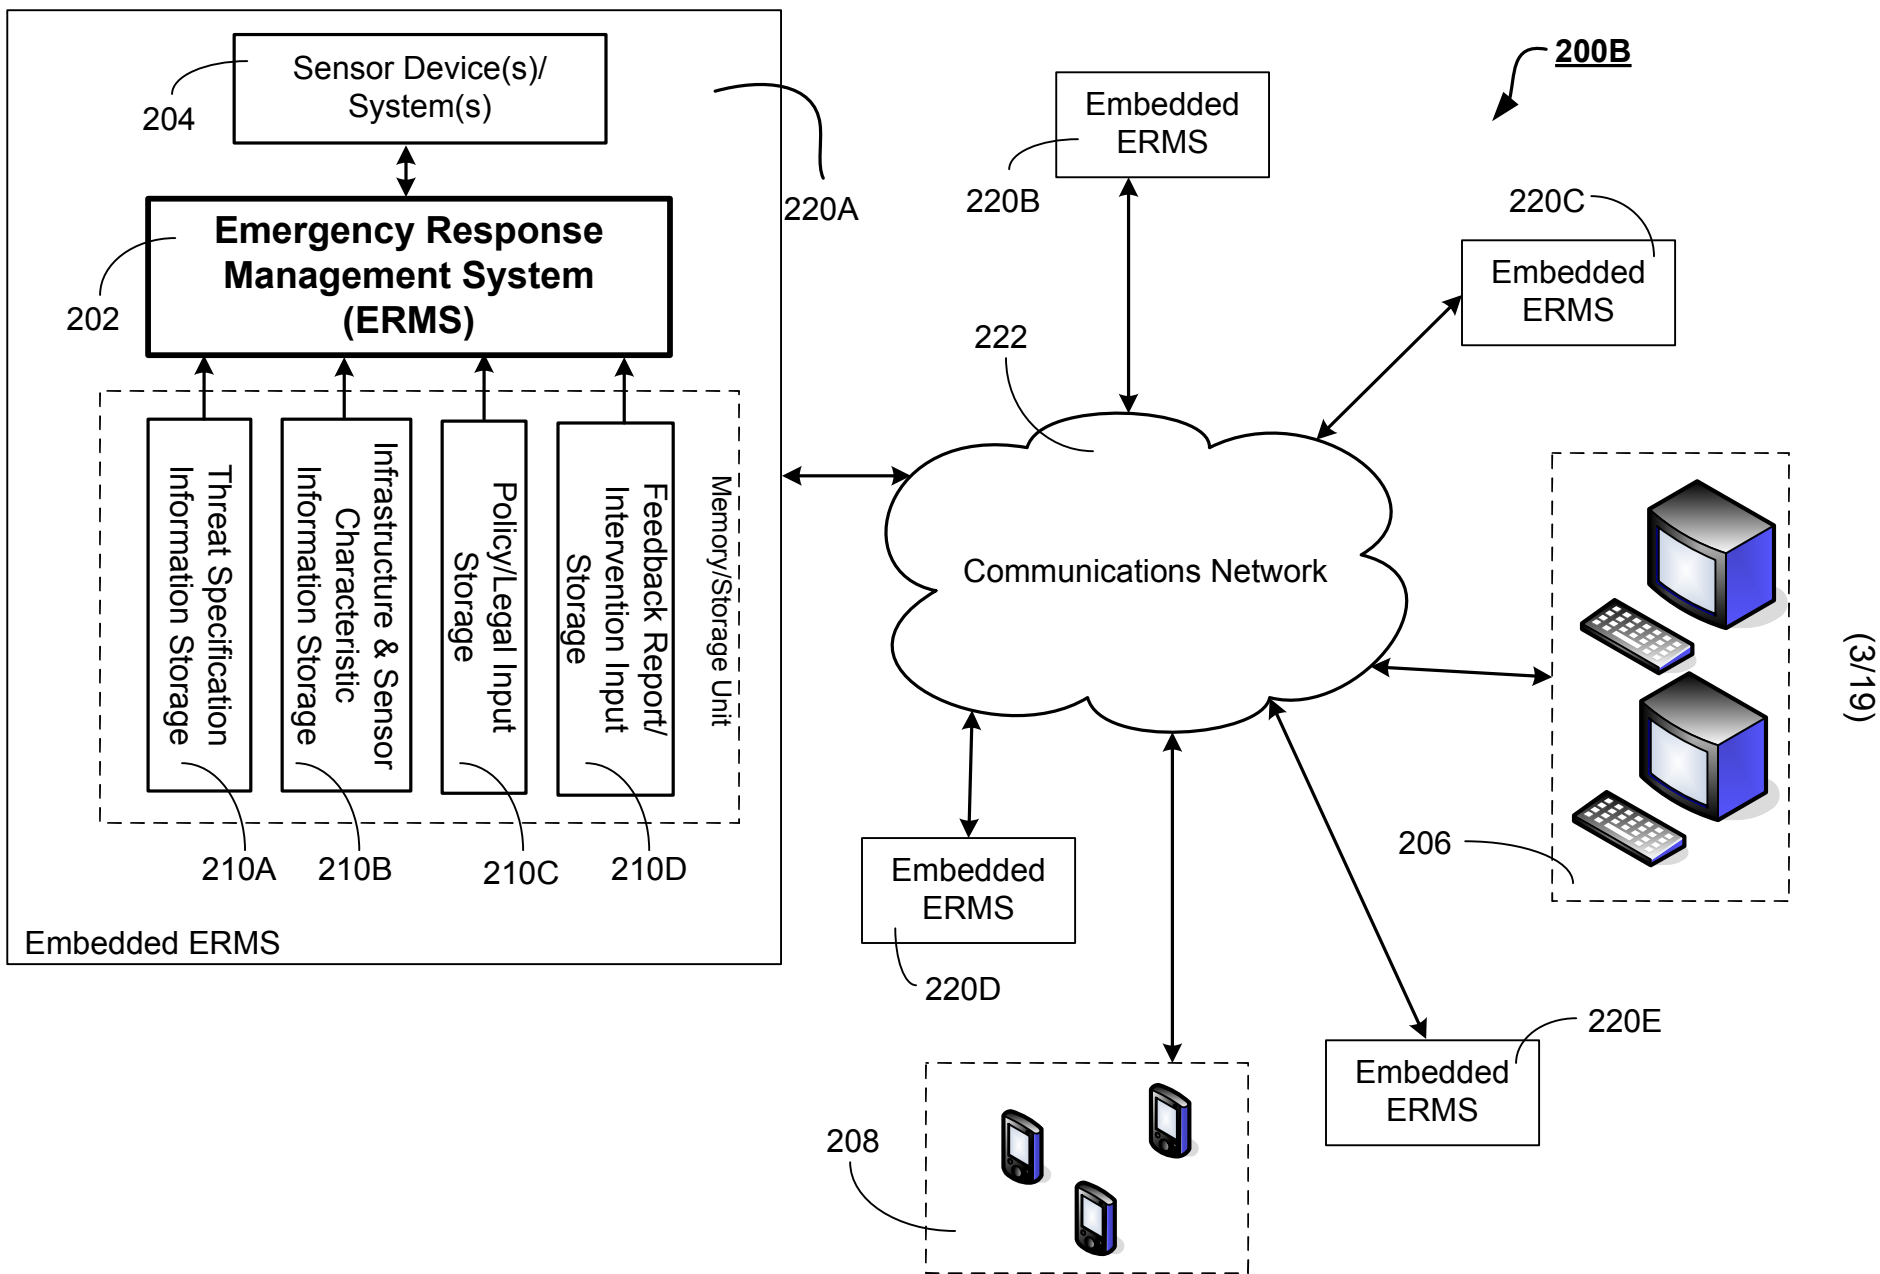 200B
Sensor Device(s)/
System(s)
204
220A
Emergency Response
Management System
(ERMS)
202
Threat Specification
Information Storage
Infrastructure & Sensor
Characteristic
Information Storage
Policy/Legal Input
Storage
Feedback Report/
Intervention Input
Storage
Memory/Storage Unit
210A
210B
210C
210D
Embedded ERMS
Embedded
ERMS
220B
220C
Embedded
ERMS
222
Communications Network
206
Embedded
ERMS
220D
220E
Embedded
ERMS
208
(3/19)